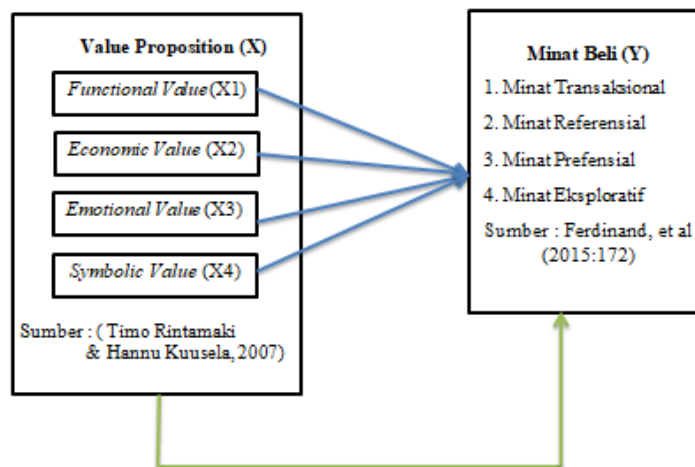 Value Proposition (X)
Functional Value (X1)
Economic Value (X2)
Emotional Value (X3)
Symbolic Value (X4)
Sumber : ( Timo Rintamaki
& Hannu Kuusela, 2007)
Minat Beli (Y)
1. Minat Transaksional
2. Minat Referensial
3. Minat Prefensial
4. Minat Eksploratif
Sumber : Ferdinand, et al
(2015:172)